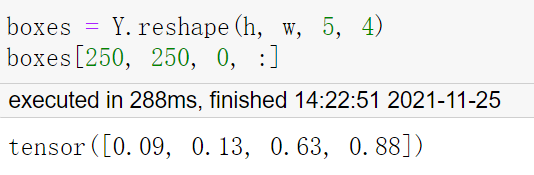 boxes = Y.reshape(h, w, 5, 4)
boxes[250, 250, 0, :]
executed in 288ms, finished 14:22:51 2021-11-25
tensor([0.09, 0.13, 0.63, 0.88])